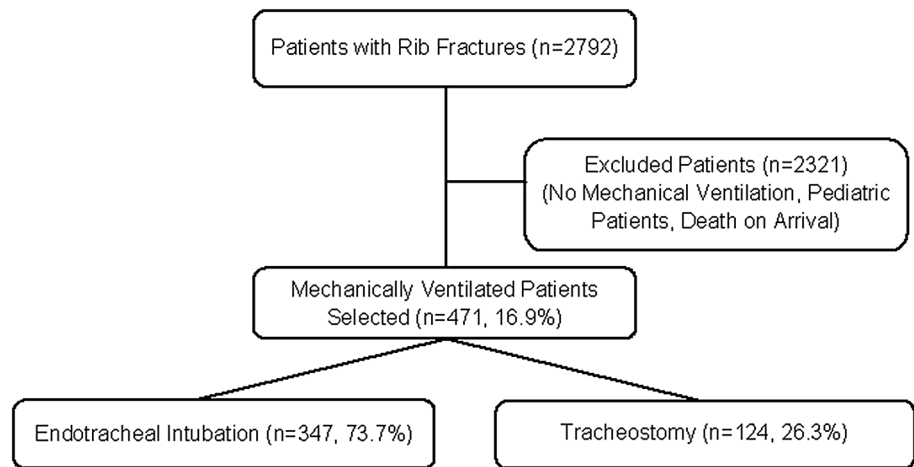 Patients with Rib Fractures (n=2792)
Excluded Patients (n=2321)
(No Mechanical Ventilation, Pediatric
Patients, Death on Arrival)
Mechanically Ventilated Patients
Selected (n=471, 16.9%)
Endotracheal Intubation (n=347, 73.7%)
Tracheostomy (n=124, 26.3%)